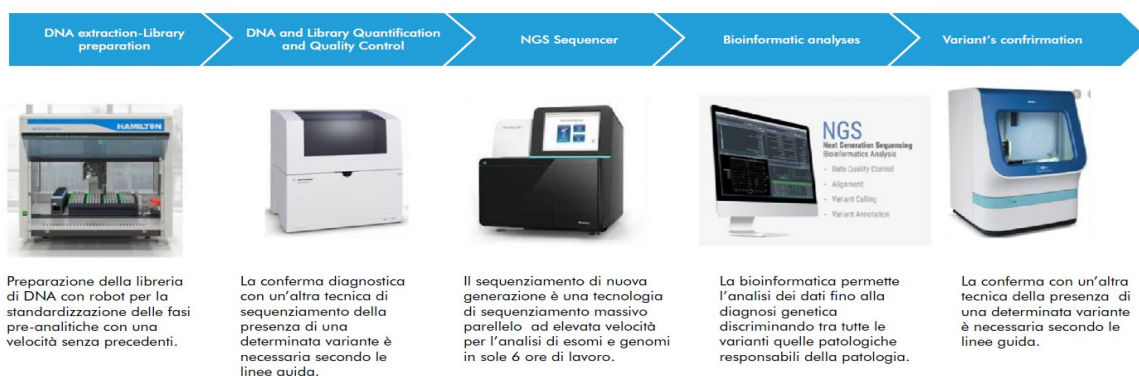 DNA extraction-Library
preparation
DNA and Library Quantification
and Quality Control
NGS Sequencer
Bioinformatic analyses
Variant's confrirmation
HAMILTON
NGS
Next Generation Sequencing
Bioinformatics Analysis
- Data Quality Control
- Alignment
- Variant Calling
- Variant Annotation
Preparazione della libreria
di DNA con robot per la
standardizzazione delle fasi
pre-analitiche con una
velocità senza precedenti.
La conferma diagnostica
con un'altra tecnica di
sequenziamento della
presenza di una
determinata variante è
necessaria secondo le
linee guida.
Il sequenziamento di nuova
generazione è una tecnologia
di sequenziamento massivo
parellelo ad elevata velocità
per l'analisi di esomi e genomi
in sole 6 ore di lavoro.
La bioinformatica permette
l'analisi dei dati fino alla
diagnosi genetica
discriminando tra tutte le
varianti quelle patologiche
responsabili della patologia.
La conferma con un'altra
tecnica della presenza di
una determinata variante
è necessaria secondo le
linee guida.